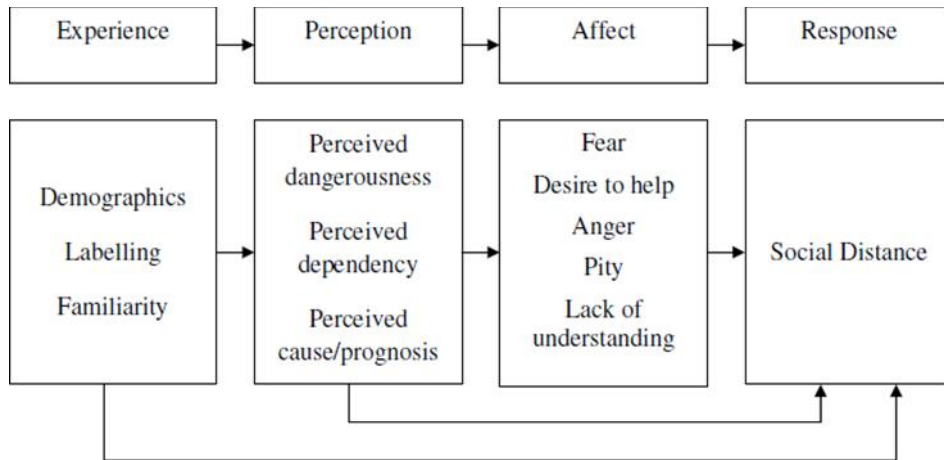 Experience
Perception
Affect
Response
Demographics
Labelling
Familiarity
Perceived
dangerousness
Perceived
dependency
Perceived
cause/prognosis
Fear
Desire to help
Anger
Pity
Lack of
understanding
Social Distance